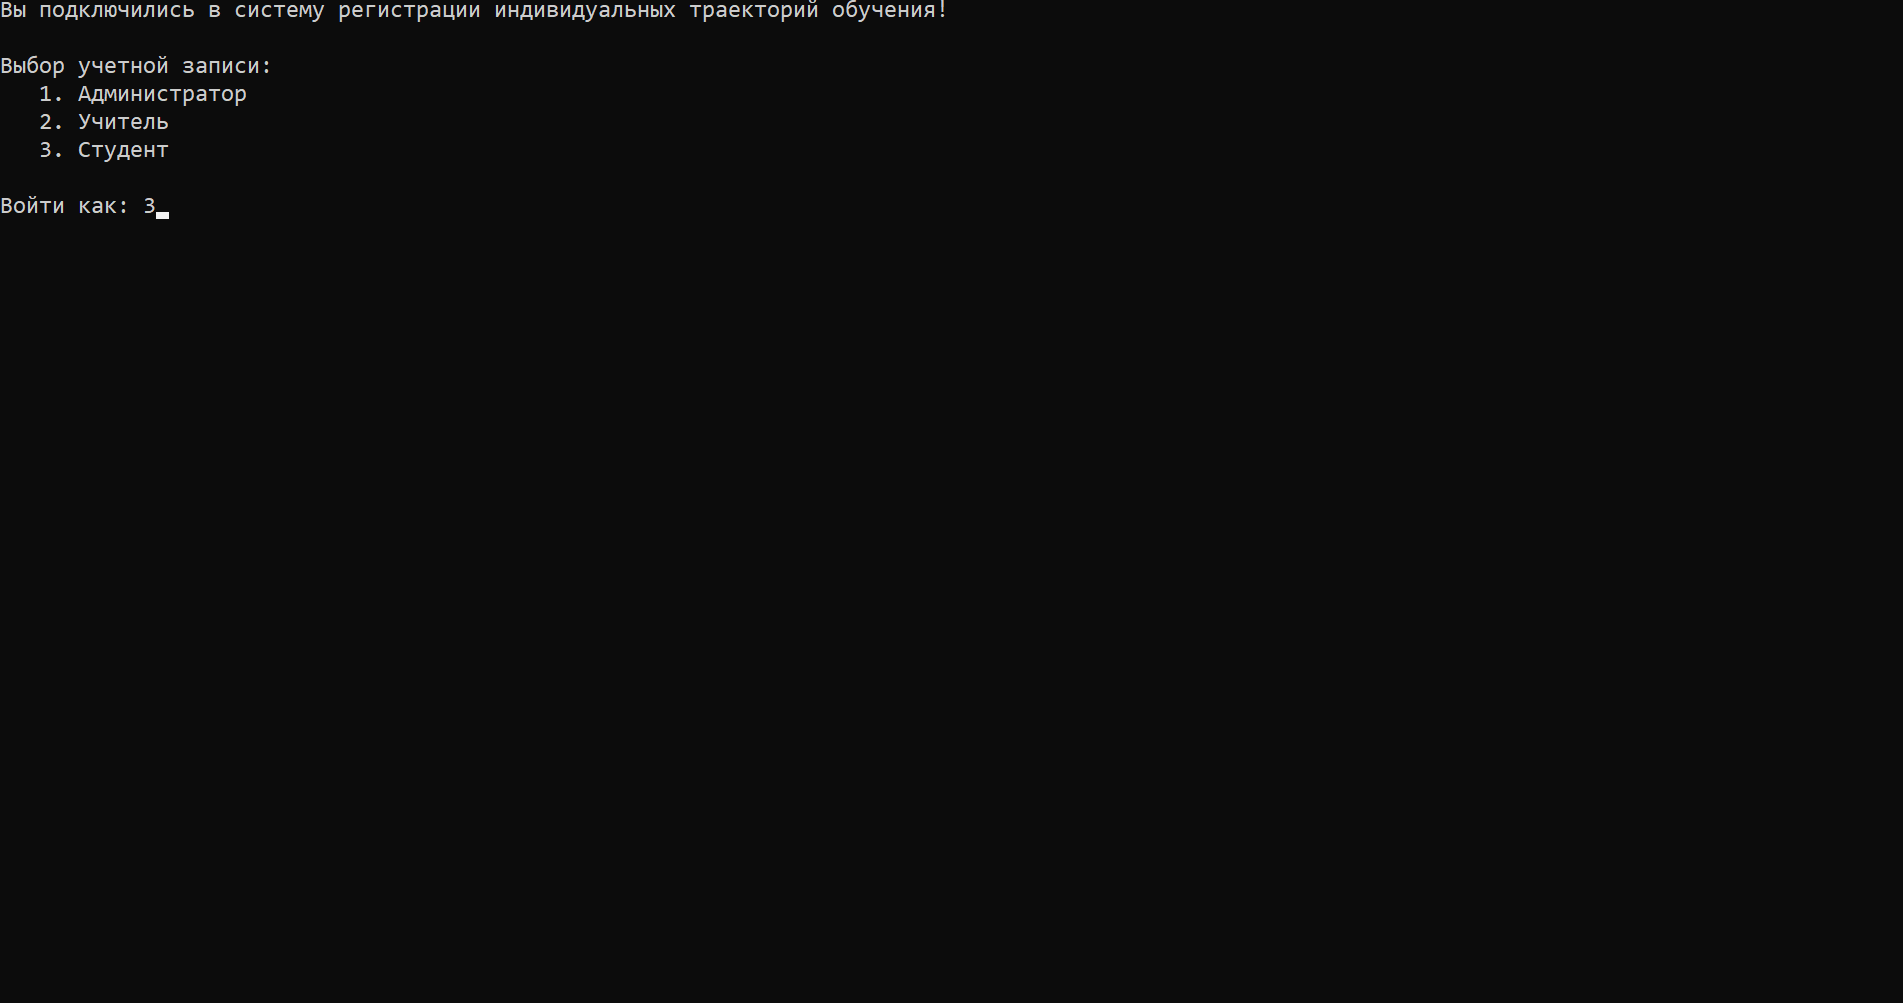 Вы подключились в систему регистрации индивидуальных траекторий обучения!
Выбор учетной записи:
1. Администратор
2. Учитель
3. Студент
Войти как: 3